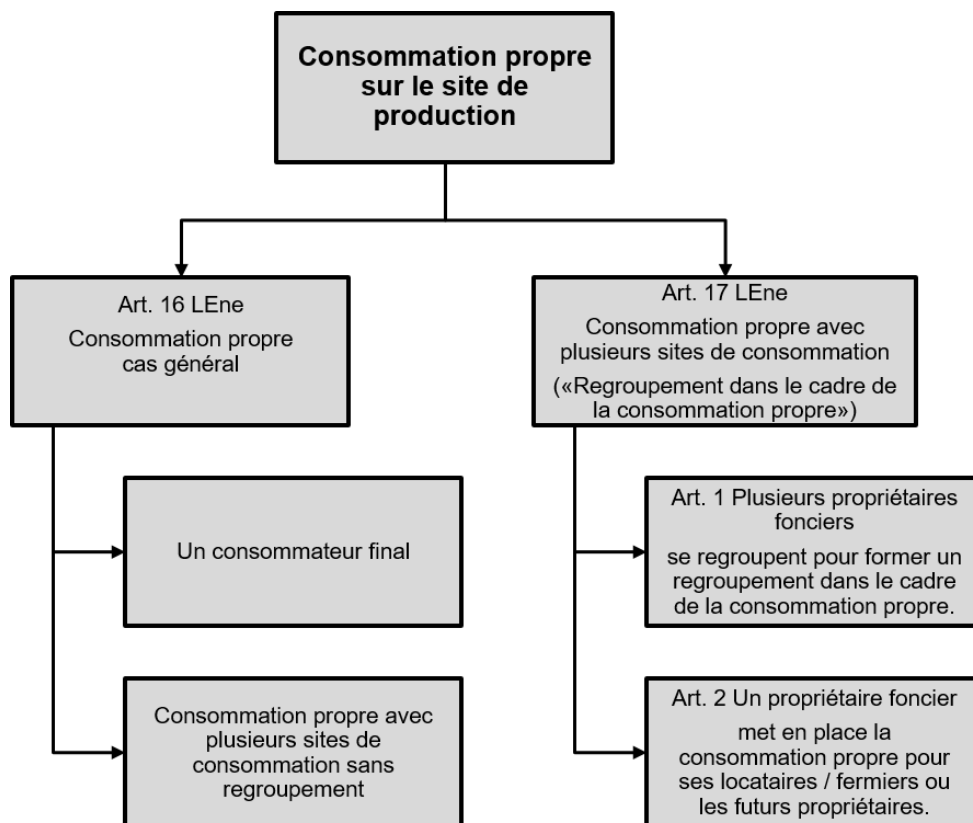 Consommation propre
sur le site de
production
Art. 16 LEne
Consommation propre
cas général
Un consommateur final
Consommation propre avec
plusieurs sites de
consommation sans
regroupement
Art. 17 LEne
Consommation propre avec
plusieurs sites de consommation
(«Regroupement dans le cadre de
la consommation propre»)
Art. 1 Plusieurs propriétaires
fonciers
se regroupent pour former un
regroupement dans le cadre
de la consommation propre.
Art. 2 Un propriétaire foncier
met en place la
consommation propre pour
ses locataires / fermiers ou
les futurs propriétaires.